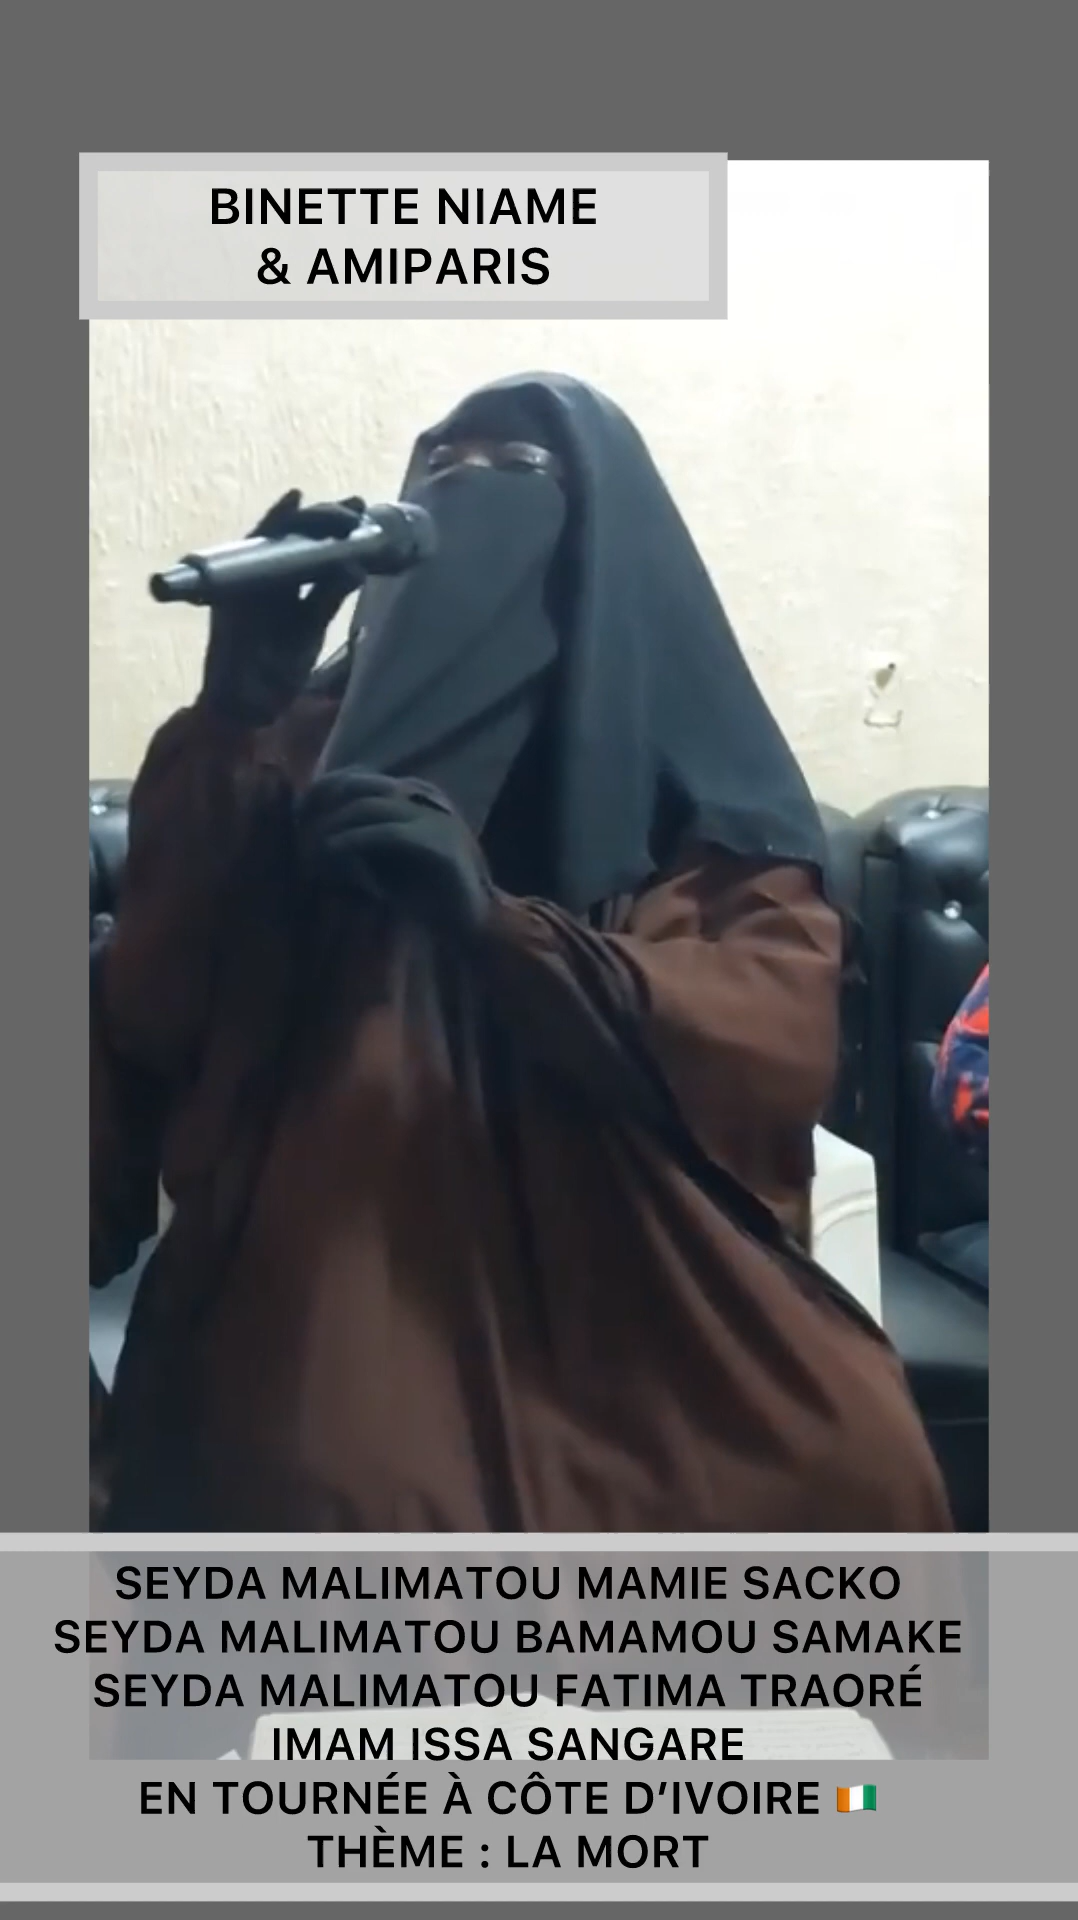 BINETTE NIAME
& AMIPARIS
SEYDA MALIMATOU MAMIE SACKO
SEYDA MALIMATOU BAMAMOU SAMAKE
SEYDA MALIMATOU FATIMA TRAORÉ
IMAM ISSA SANGARE
EN TOURNÉE À CÔTE D’IVOIRE 🇨🇮
THÈME : LA MORT